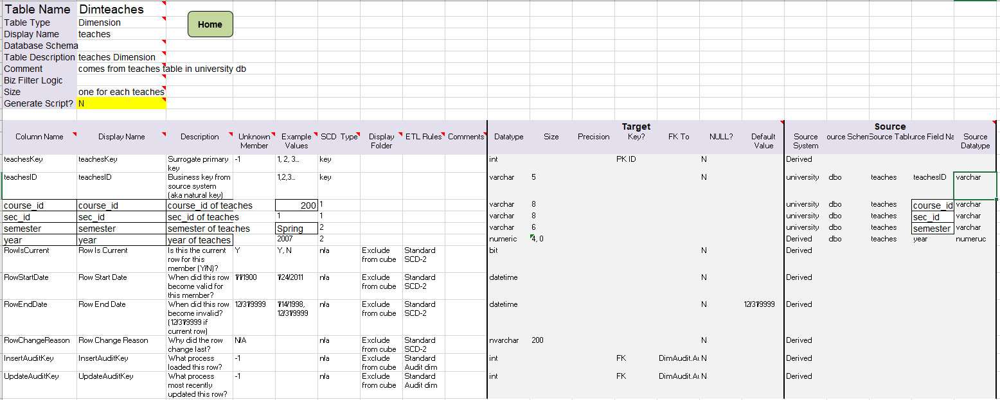 Table Name Dimteaches
Table Type Dimension
Home
Display Name teaches
Database Schema
Table Description teaches Dimension
Comment comes from teaches table in university db
Biz Filter Logic
Size one for each teaches
Generate Script? N
Target Source
Column Name Display Name Description Unknown Member Example Values SCD Type Display Folder ETL Rules Comments Datatype Size Precision Key? FK To NULL? Default Value Source System ource Schem Source Table urce Field Na Source Datatype
teachesKey teachesKey Surrogate primary key -1 1, 2, 3... key int PK ID N Derived
teachesID teachesID Business key from source system (aka natural key) 1,2,3... key varchar 5 N university dbo teaches teachesID varchar
course_id course_id course_id of teaches 200 1 varchar 8 university dbo teaches course_id varchar
sec_id sec_id sec_id of teaches 1 1 varchar 8 university dbo teaches sec_id varchar
semester semester semester of teaches Spring 2 varchar 6 university dbo teaches semester varchar
year year year of teaches 2007 2 numeric 4, 0 Derived dbo teaches year numeruc
RowIsCurrent Row Is Current Is this the current row for this member (Y/N)? Y Y, N n/a Exclude from cube Standard SCD-2 bit N Derived
RowStartDate Row Start Date When did this row become valid for this member? 1/1/1900 1/24/2011 n/a Exclude from cube Standard SCD-2 datetime N Derived
RowEndDate Row End Date When did this row become invalid? (12/31/9999 if current row) 12/31/9999 1/14/1998, 12/31/9999 n/a Exclude from cube Standard SCD-2 datetime N 12/31/9999 Derived
RowChangeReason Row Change Reason Why did the row change last? N/A n/a Exclude from cube Standard SCD-2 nvarchar 200 N Derived
InsertAuditKey InsertAuditKey What process loaded this row? -1 n/a Exclude from cube Standard Audit dim int FK DimAudit.Au N Derived
UpdateAuditKey UpdateAuditKey What process most recently updated this row? -1 n/a Exclude from cube Standard Audit dim int FK DimAudit.Au N Derived